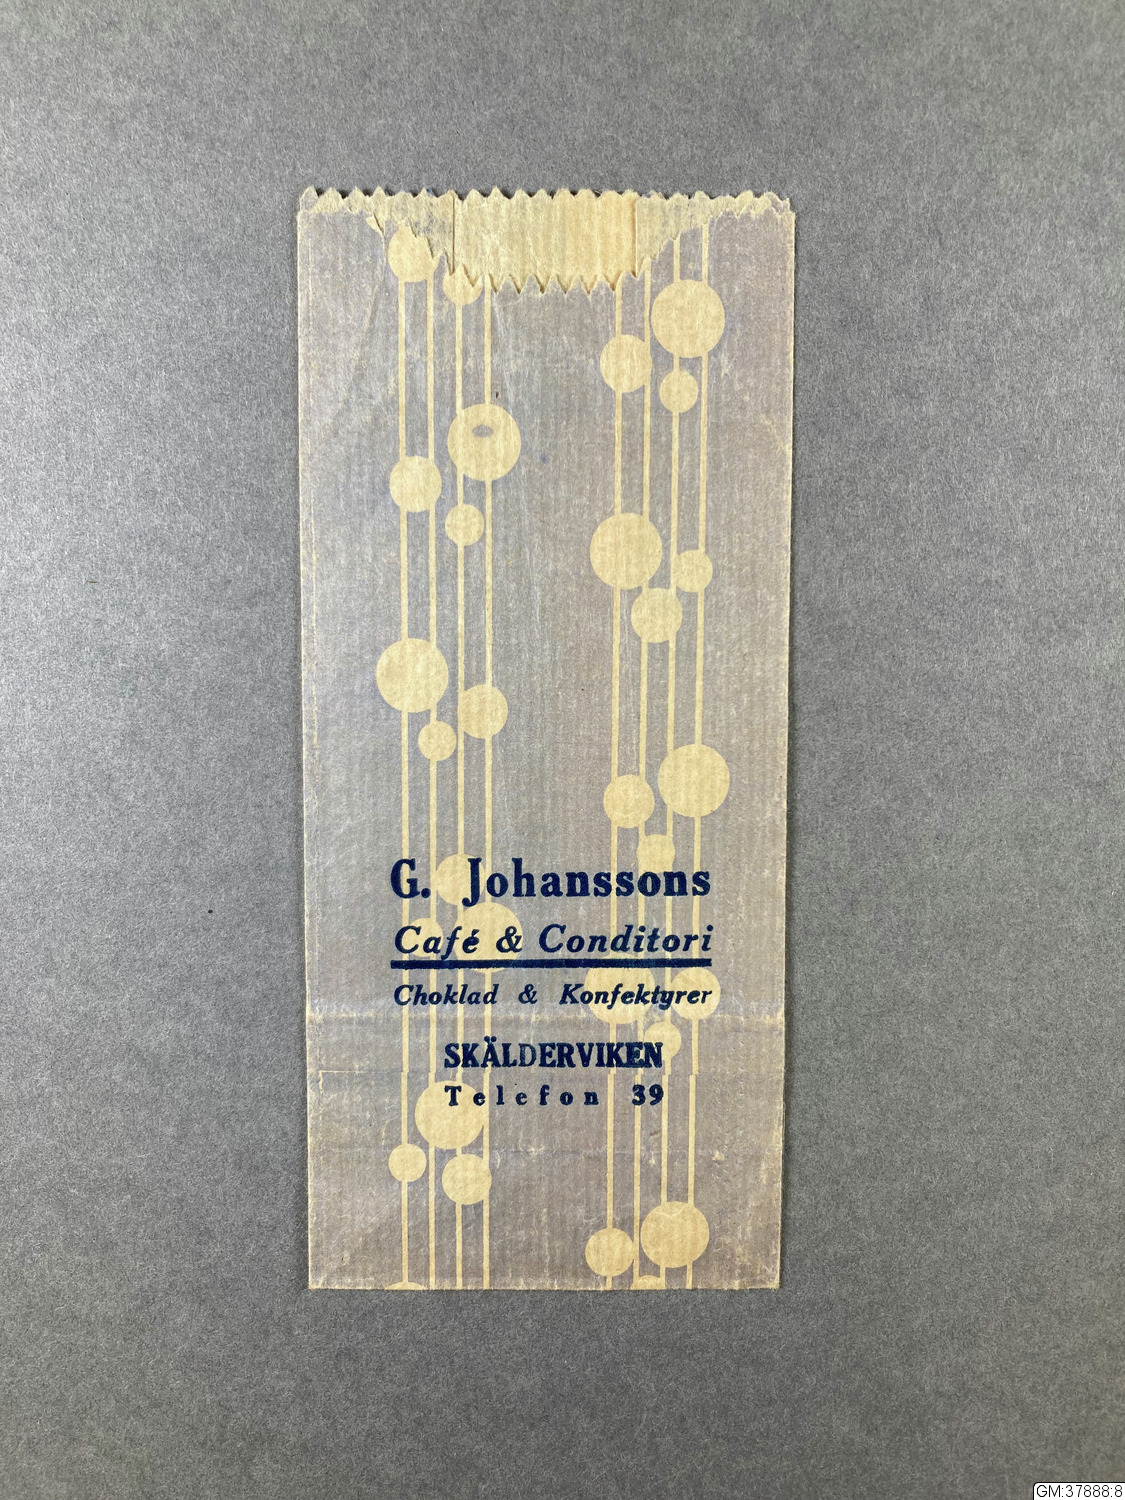 G. Johanssons
Café & Conditori
Choklad & Konfektyrer
SKÄLDERVIKEN
Telefon 39
GM:37888:8